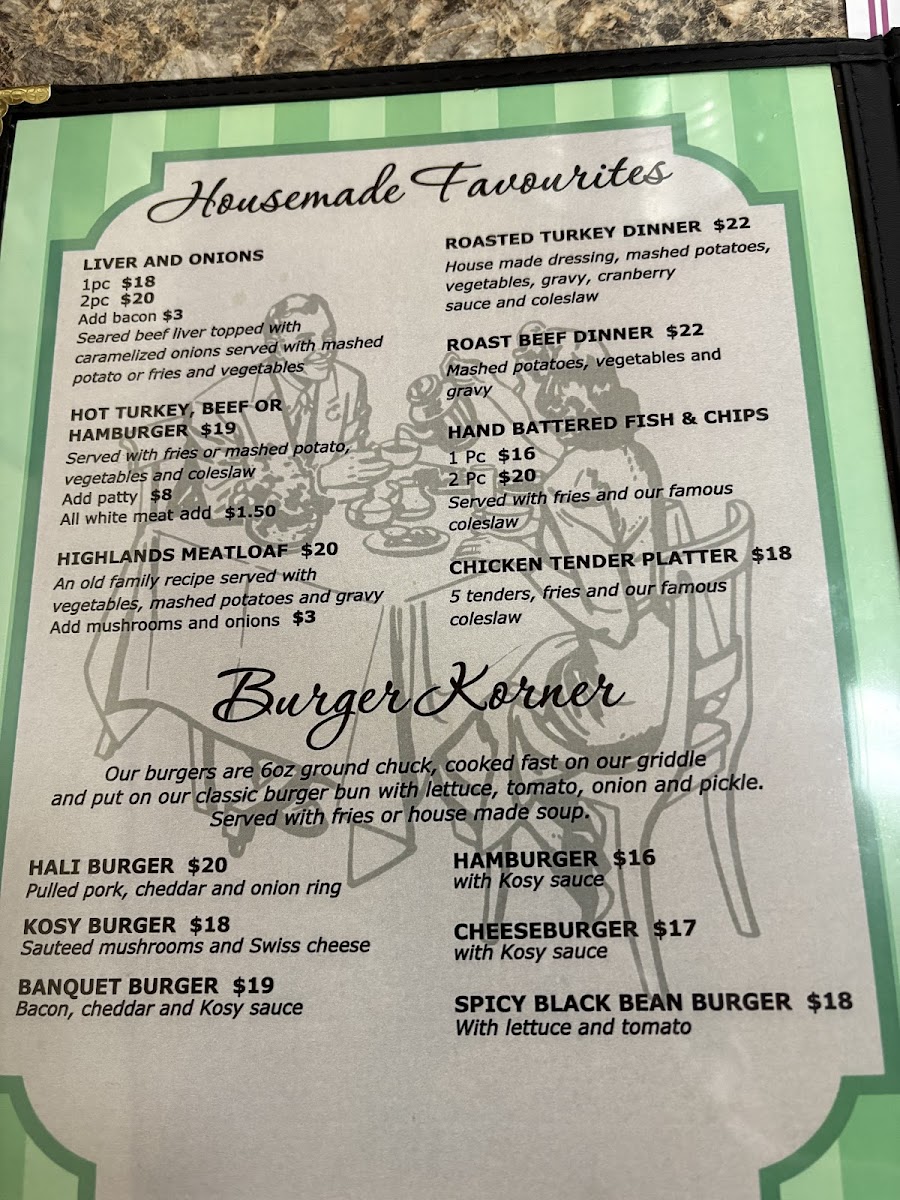 Housemade Favourites
LIVER AND ONIONS
1pc $18
2pc $20
Add bacon $3
Seared beef liver topped with
caramelized onions served with mashed
potato or fries and vegetables
HOT TURKEY, BEEF OR
HAMBURGER $19
Served with fries or mashed potato,
vegetables and coleslaw
Add patty $8
All white meat add $1.50
HIGHLANDS MEATLOAF $20
An old family recipe served with
vegetables, mashed potatoes and gravy
Add mushrooms and onions $3
ROASTED TURKEY DINNER $22
House made dressing, mashed potatoes,
vegetables, gravy, cranberry
sauce and coleslaw
ROAST BEEF DINNER $22
Mashed potatoes, vegetables and
gravy
HAND BATTERED FISH & CHIPS
1 Pc $16
2 Pc $20
Served with fries and our famous
coleslaw
CHICKEN TENDER PLATTER $18
5 tenders, fries and our famous
coleslaw
Burger Korner
Our burgers are 6oz ground chuck, cooked fast on our griddle
and put on our classic burger bun with lettuce, tomato, onion and pickle.
Served with fries or house made soup.
HALI BURGER $20
Pulled pork, cheddar and onion ring
KOSY BURGER $18
Sauteed mushrooms and Swiss cheese
BANQUET BURGER $19
Bacon, cheddar and Kosy sauce
HAMBURGER $16
with Kosy sauce
CHEESEBURGER $17
with Kosy sauce
SPICY BLACK BEAN BURGER $18
With lettuce and tomato